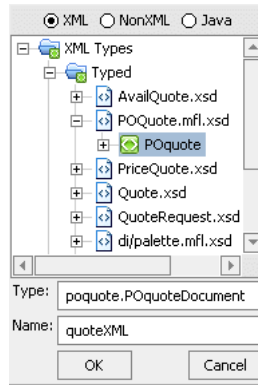 XML NonXML Java
XML Types
Typed
AvailQuote.xsd
POQuote.mfl.xsd
POquote
PriceQuote.xsd
Quote.xsd
QuoteRequest.xsd
di/palette.mfl.xsd
Type: poquote.POquoteDocument
Name: quoteXML
OK Cancel